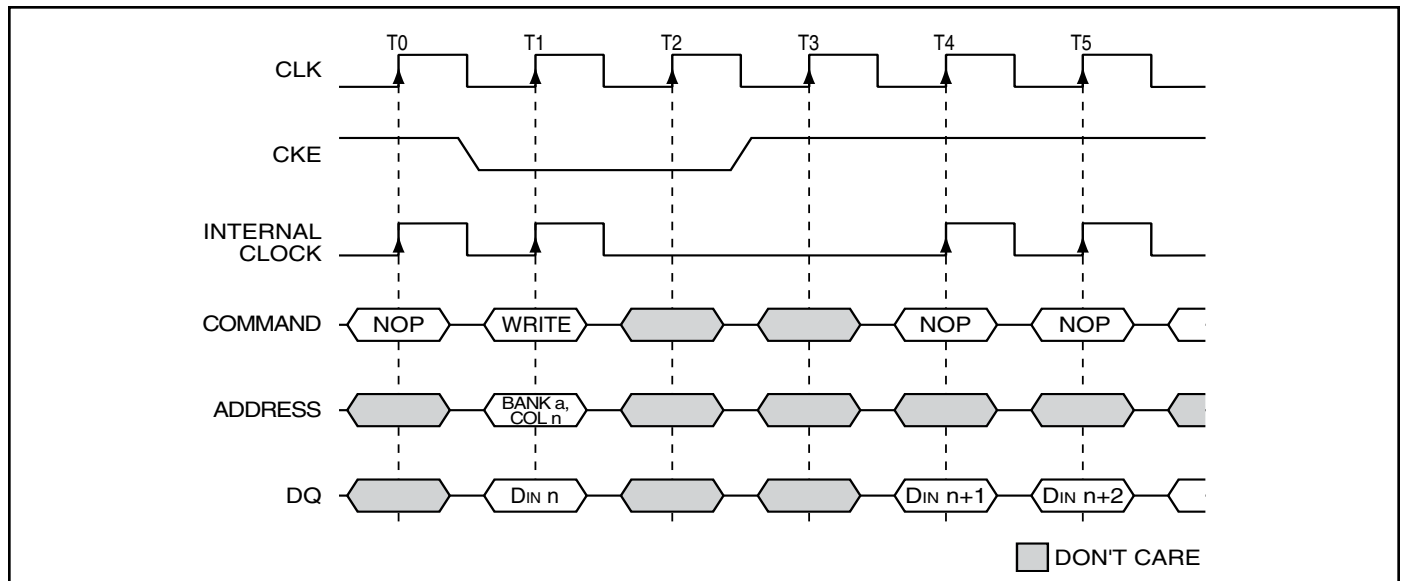 T0 T1 T2 T3 T4 T5
CLK
CKE
INTERNAL
CLOCK
COMMAND NOP WRITE NOP NOP
ADDRESS BANK a,
COL n
DQ DIN n DIN n+1 DIN n+2
DON'T CARE